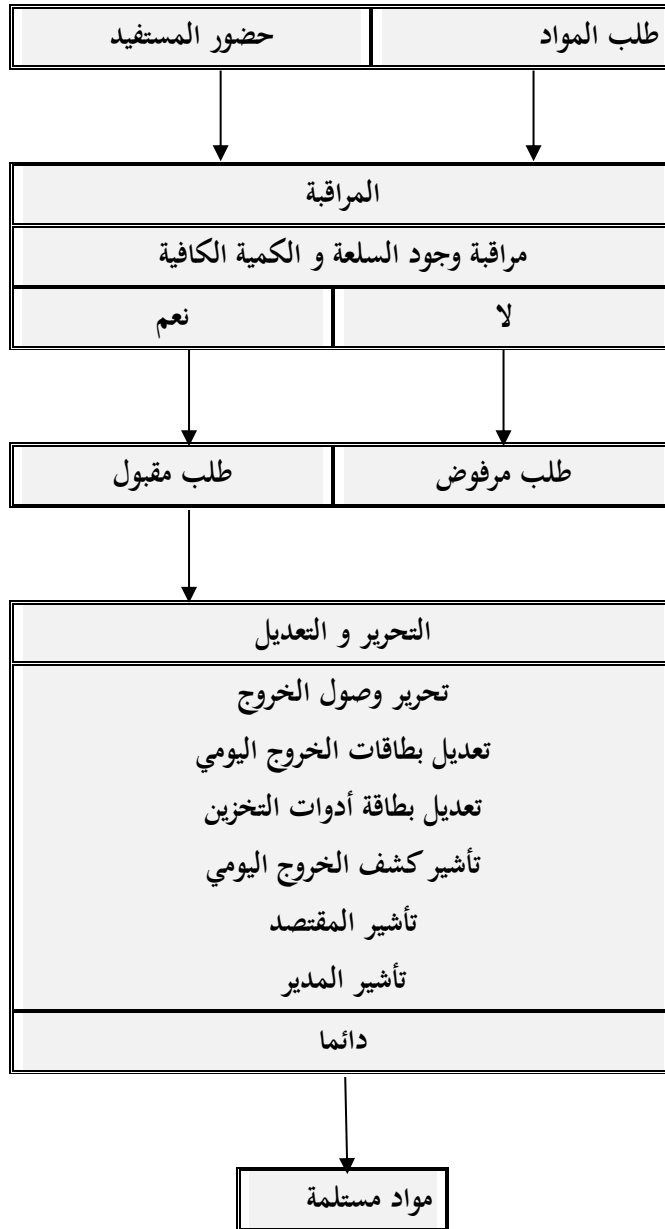 طلب المواد
حضور المستفيد
المراقبة
مراقبة وجود السلعة و الكمية الكافية
لا
نعم
طلب مرفوض
طلب مقبول
التحرير و التعديل
تحرير وصول الخروج
تعديل بطاقات الخروج اليومي
تعديل بطاقة أدوات التخزين
تأشير كشف الخروج اليومي
تأشير المقتصد
تأشير المدير
دائما
مواد مستلمة